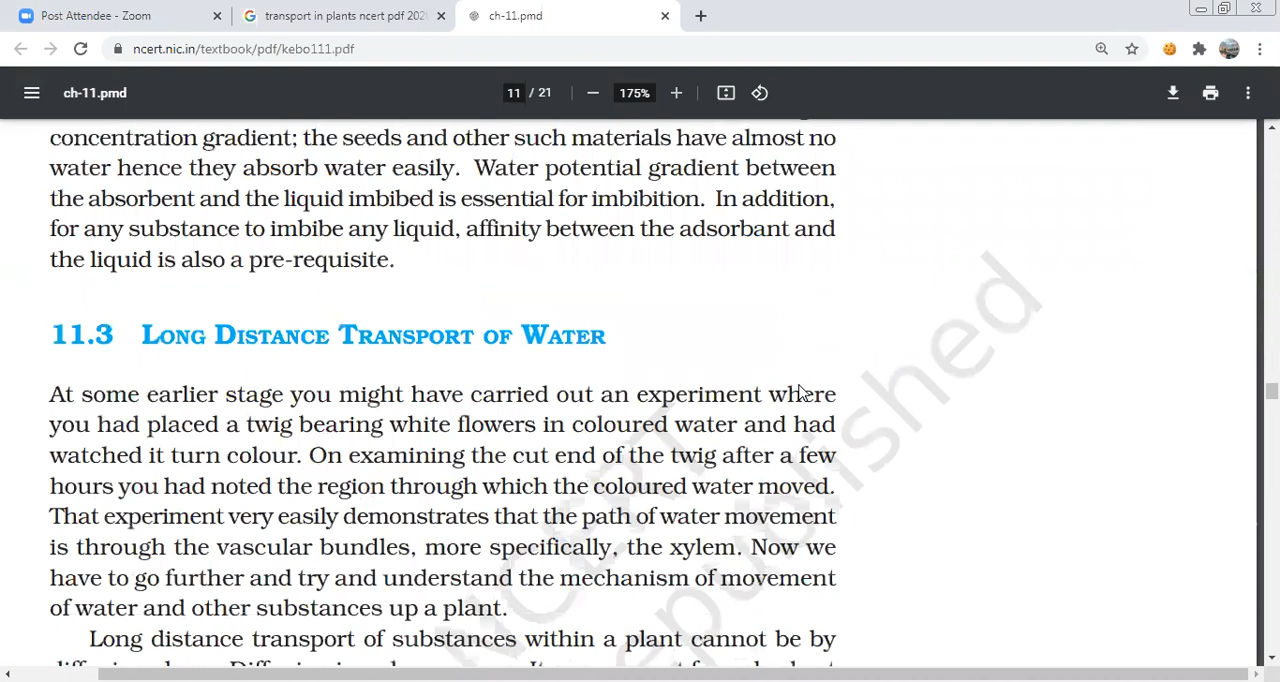 Post Attendee - Zoom
transport in plants ncert pdf 202
ch-11.pmd
ncert.nic.in/textbook/pdf/kebo111.pdf
ch-11.pmd
11 / 21
175%
concentration gradient; the seeds and other such materials have almost no
water hence they absorb water easily. Water potential gradient between
the absorbent and the liquid imbibed is essential for imbibition. In addition,
for any substance to imbibe any liquid, affinity between the adsorbant and
the liquid is also a pre-requisite.
11.3 LONG DISTANCE TRANSPORT OF WATER
At some earlier stage you might have carried out an experiment where
you had placed a twig bearing white flowers in coloured water and had
watched it turn colour. On examining the cut end of the twig after a few
hours you had noted the region through which the coloured water moved.
That experiment very easily demonstrates that the path of water movement
is through the vascular bundles, more specifically, the xylem. Now we
have to go further and try and understand the mechanism of movement
of water and other substances up a plant.
Long distance transport of substances within a plant cannot be by
NCERT
republished